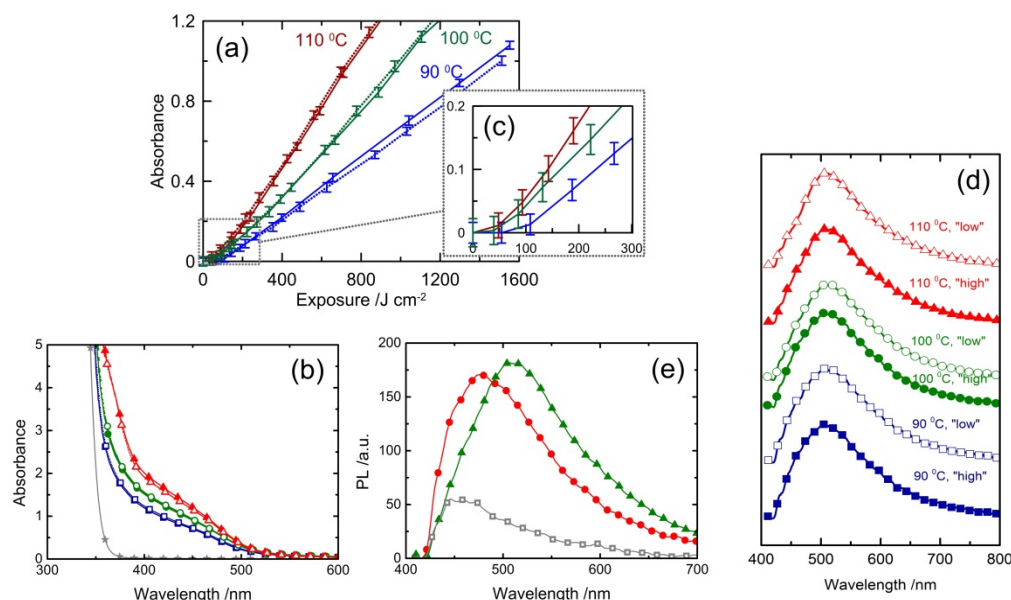 (a)
110 ⁰C
100 ⁰C
90 ⁰C
Absorbance
1.2
0.8
0.4
0.0
0
400
800
1200
1600
Exposure /J cm⁻²
(c)
0.2
0.1
0
0
100
200
300
(b)
Absorbance
5
4
3
2
1
0
300
400
500
600
Wavelength /nm
(e)
PL /a.u.
200
150
100
50
0
400
500
600
700
Wavelength /nm
(d)
110 ⁰C, "low"
110 ⁰C, "high"
100 ⁰C, "low"
100 ⁰C, "high"
90 ⁰C, "low"
90 ⁰C, "high"
400
500
600
700
800
Wavelength /nm